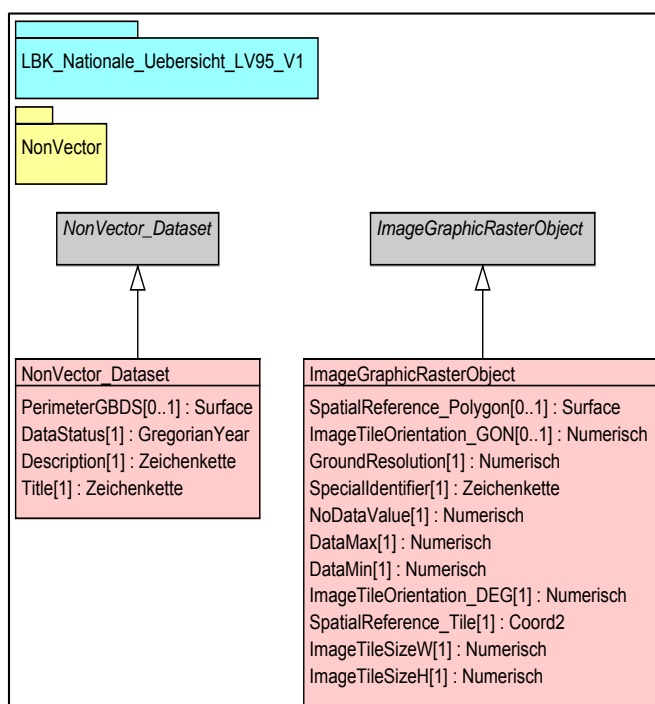 LBK_Nationale_Uebersicht_LV95_V1
NonVector
NonVector_Dataset
ImageGraphicRasterObject
NonVector_Dataset
PerimeterGBDS[0..1] : Surface
DataStatus[1] : GregorianYear
Description[1] : Zeichenkette
Title[1] : Zeichenkette
ImageGraphicRasterObject
SpatialReference_Polygon[0..1] : Surface
ImageTileOrientation_GON[0..1] : Numerisch
GroundResolution[1] : Numerisch
SpecialIdentifier[1] : Zeichenkette
NoDataValue[1] : Numerisch
DataMax[1] : Numerisch
DataMin[1] : Numerisch
ImageTileOrientation_DEG[1] : Numerisch
SpatialReference_Tile[1] : Coord2
ImageTileSizeW[1] : Numerisch
ImageTileSizeH[1] : Numerisch